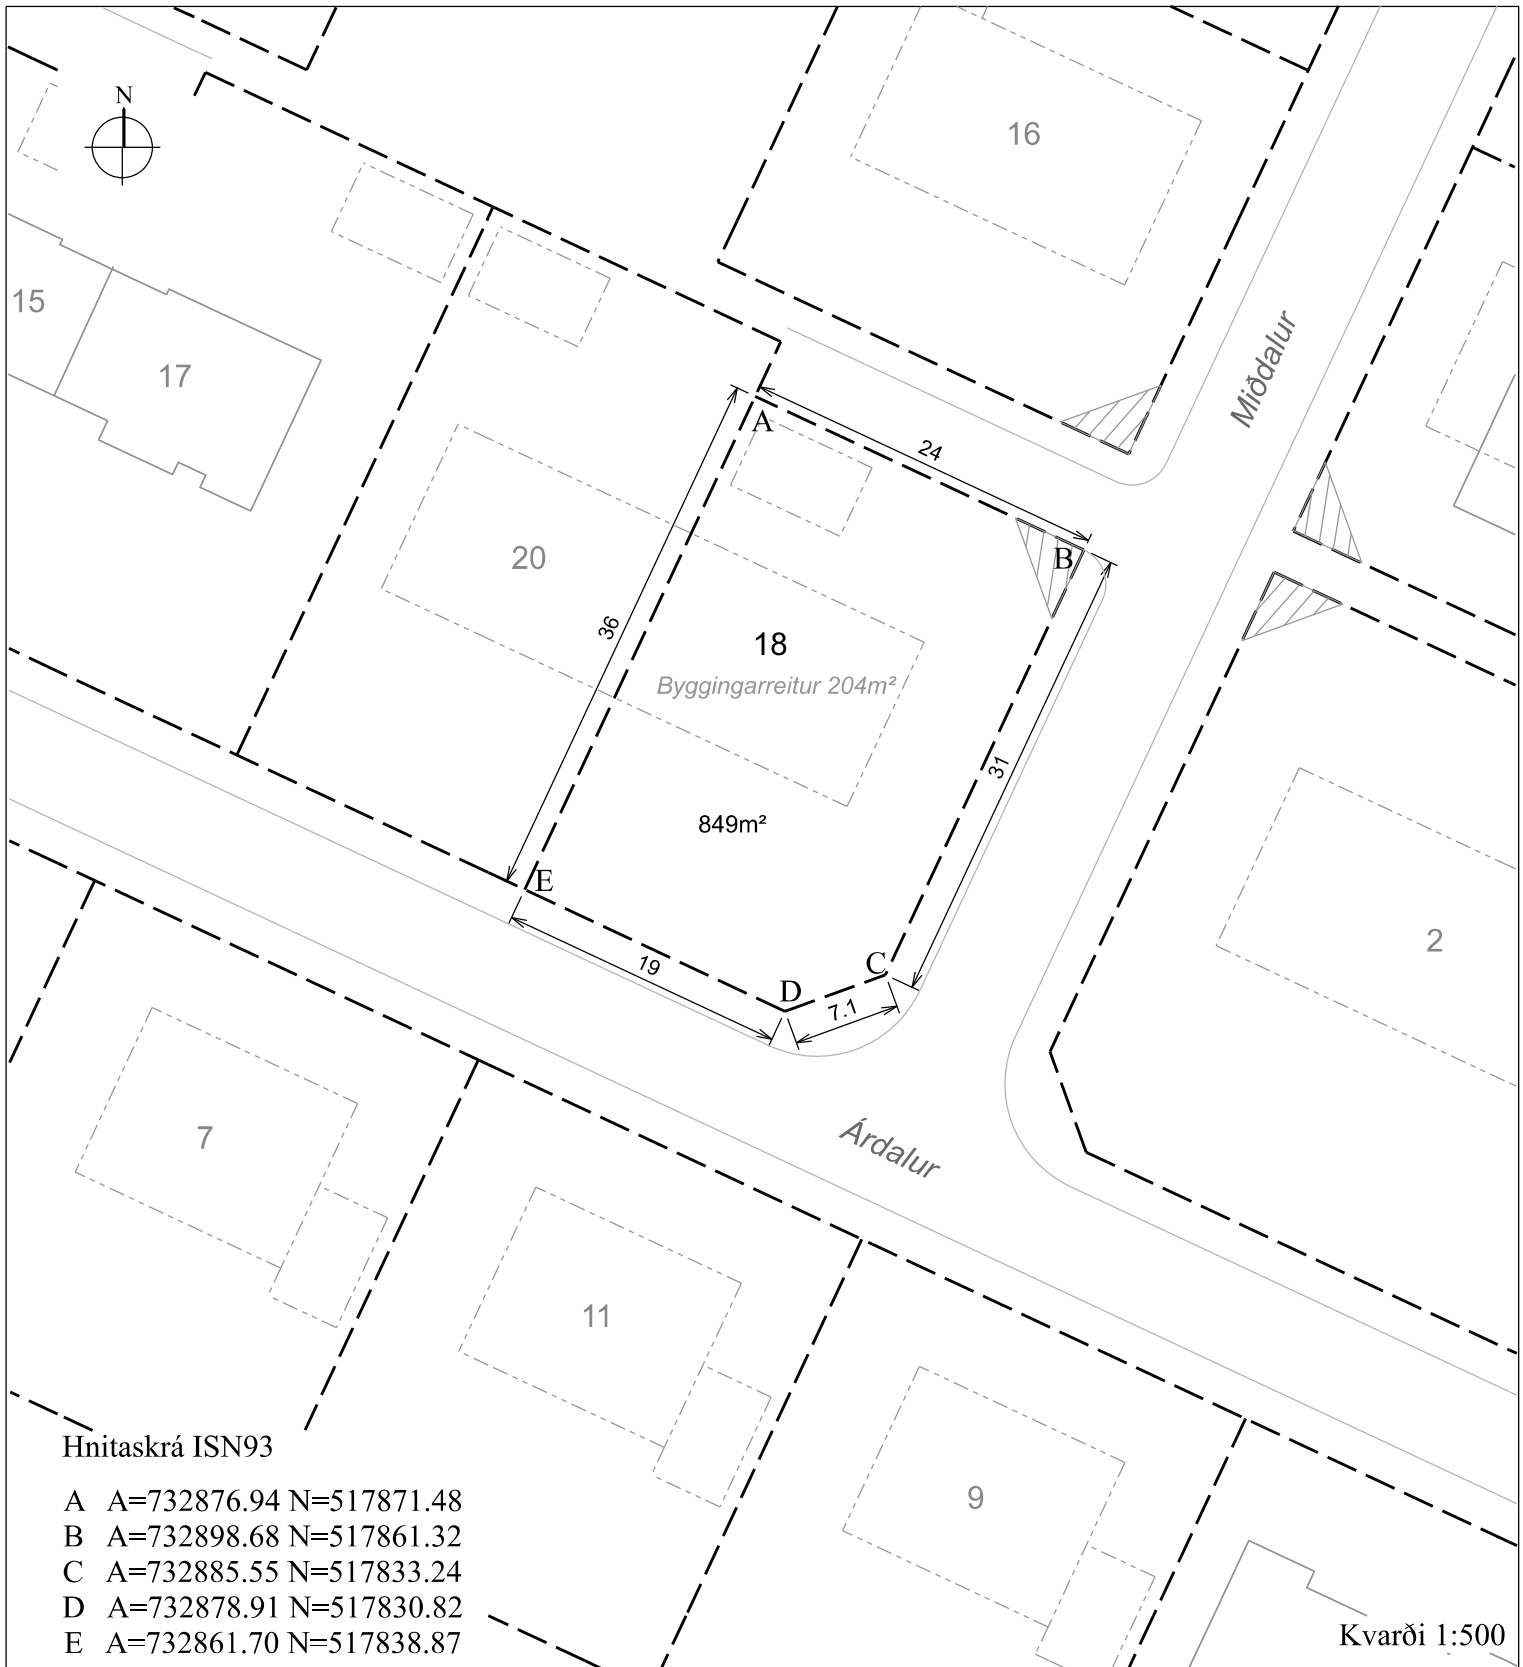 N
16
15
17
Miðdalur
A
24
B
20
36
18
Byggingarreitur 204m²
31
849m²
E
2
19
C
D
7.1
7
Árdalur
11
9
Hnitaskrá ISN93
A A=732876.94 N=517871.48
B A=732898.68 N=517861.32
C A=732885.55 N=517833.24
D A=732878.91 N=517830.82
E A=732861.70 N=517838.87
Kvarði 1:500